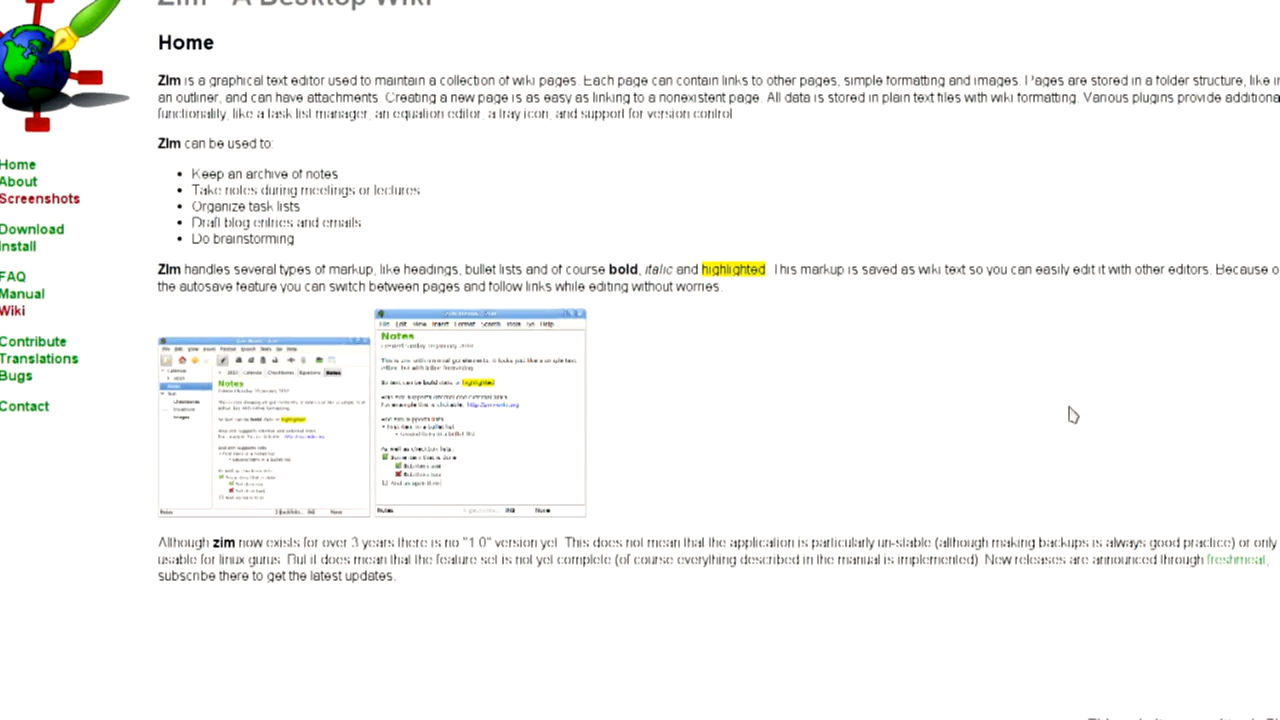 Zim - A Desktop Wiki
Home
Zim is a graphical text editor used to maintain a collection of wiki pages. Each page can contain links to other pages, simple formatting and images. Pages are stored in a folder structure, like in
an outliner, and can have attachments. Creating a new page is as easy as linking to a nonexistent page. All data is stored in plain text files with wiki formatting. Various plugins provide additiona
functionality, like a task list manager, an equation editor, a tray icon, and support for version control.
Zim can be used to:
• Keep an archive of notes
• Take notes during meetings or lectures
• Organize task lists
• Draft blog entries and emails
• Do brainstorming
Zim handles several types of markup, like headings, bullet lists and of course bold, italic and highlighted. This markup is saved as wiki text so you can easily edit it with other editors. Because o
the autosave feature you can switch between pages and follow links while editing without worries.
Home
About
Screenshots
Download
Install
FAQ
Manual
Wiki
Contribute
Translations
Bugs
Contact
Notes
Notes
File Edit View Insert Format Search Tools Go Help
Although zim now exists for over 3 years there is no "1.0" version yet. This does not mean that the application is particularly un-stable (although making backups is always good practice) or only
usable for linux gurus. But it does mean that the feature set is not yet complete (of course everything described in the manual is implemented). New releases are announced through freshmeat,
subscribe there to get the latest updates.